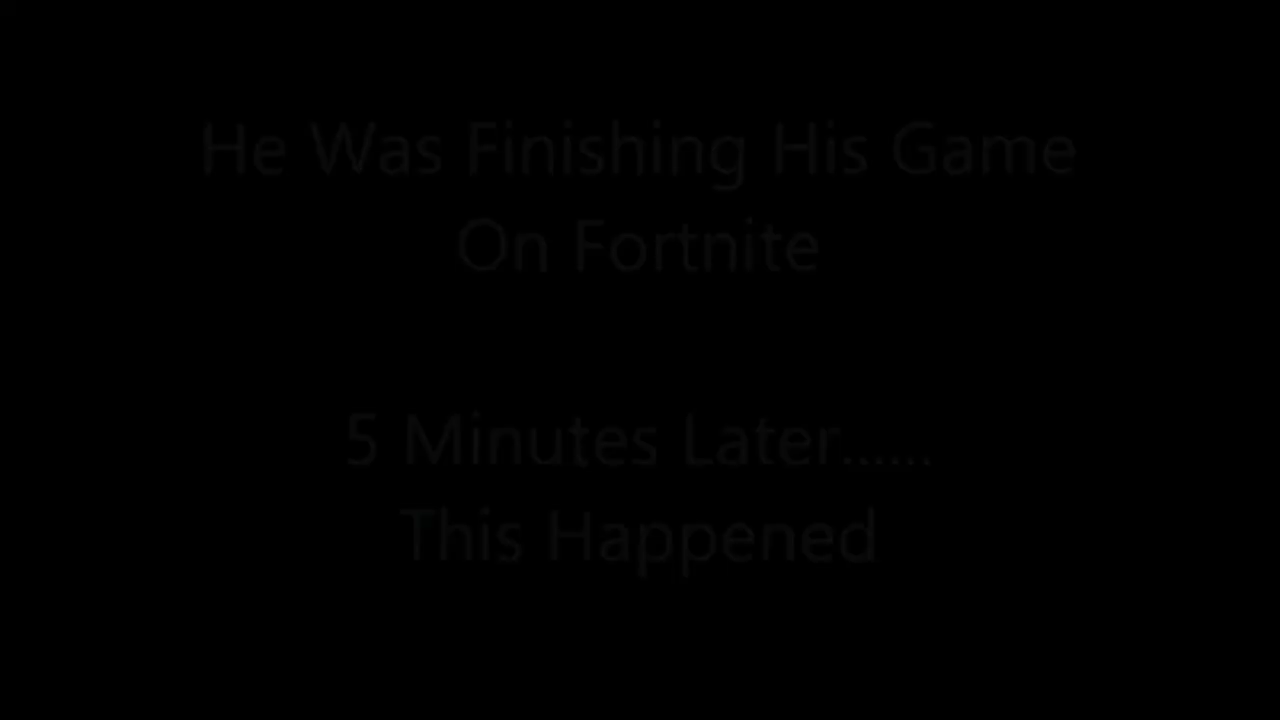 He Was Finishing His Game
On Fortnite
5 Minutes Later......
This Happened